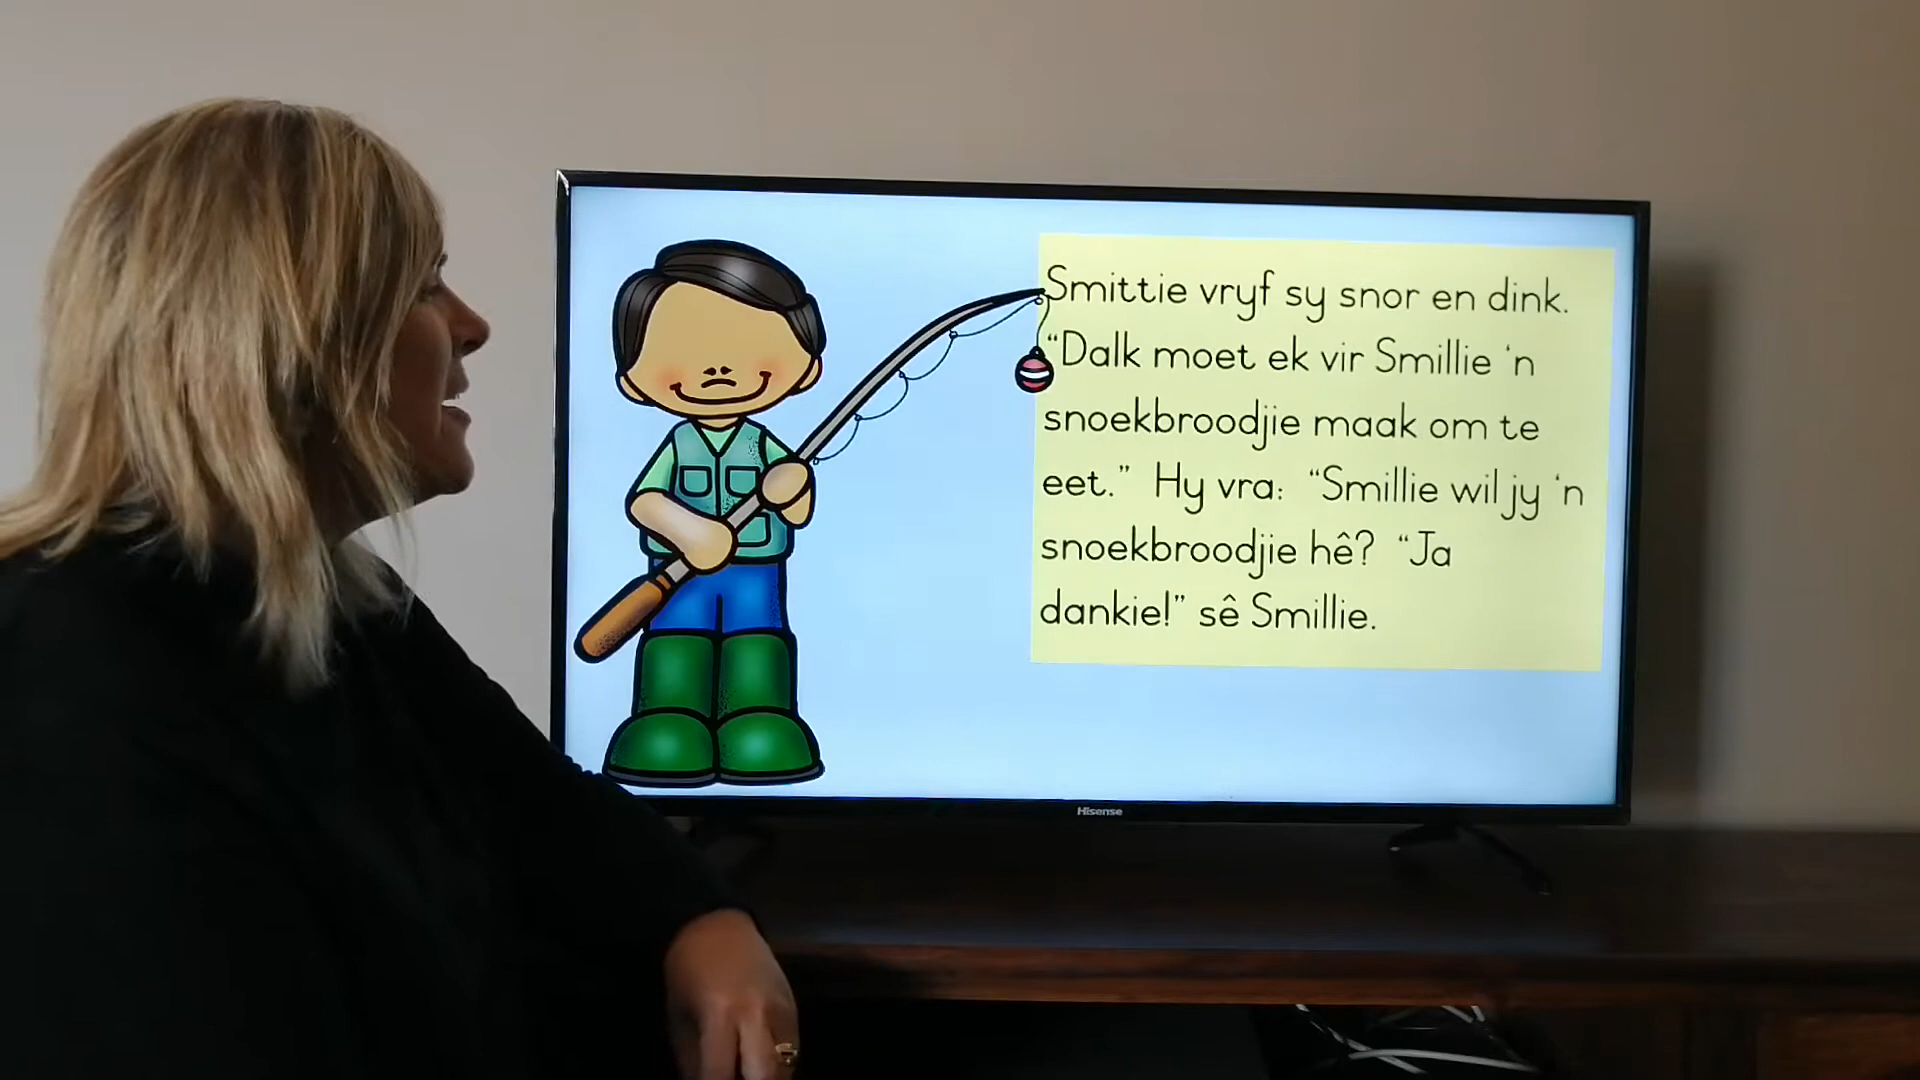 Smittie vryf sy snor en dink.
“Dalk moet ek vir Smillie ‘n
snoekbroodjie maak om te
eet.” Hy vra: “Smillie wil jy ‘n
snoekbroodjie hê? “Ja
dankie!” sê Smillie.
Hisense